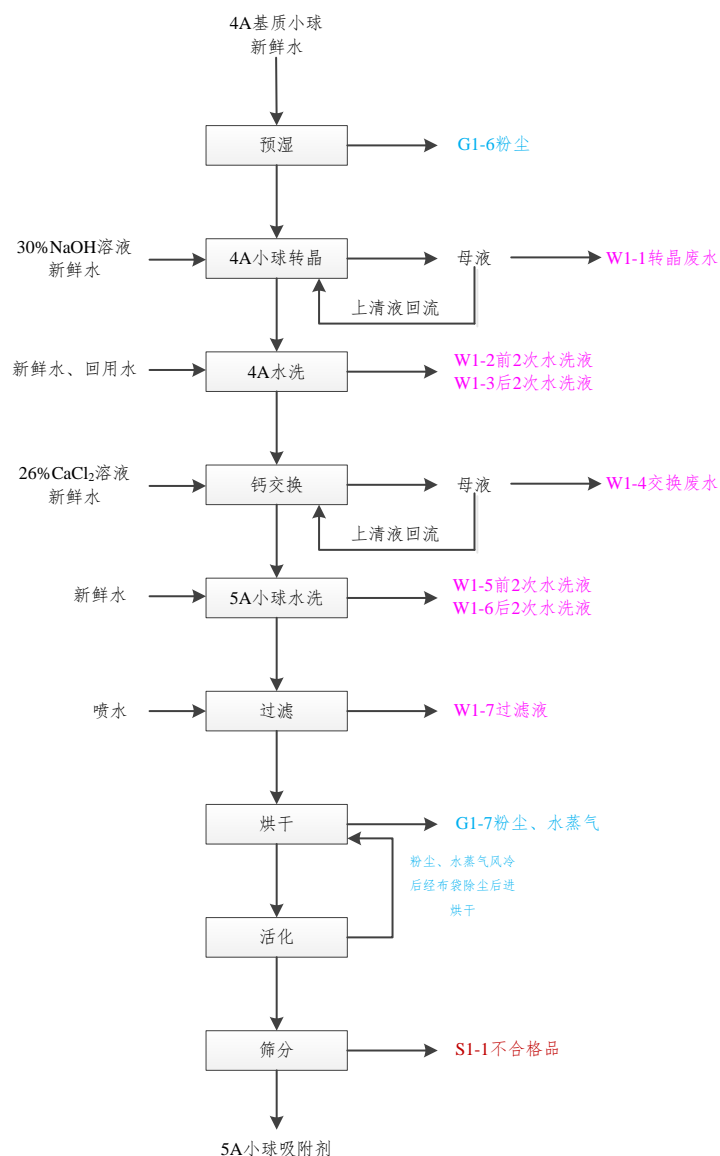 4A基质小球
新鲜水
预湿
G1-6粉尘
30%NaOH溶液
新鲜水
4A小球转晶
母液
W1-1转晶废水
上清液回流
新鲜水、回用水
4A水洗
W1-2前2次水洗液
W1-3后2次水洗液
26%CaCl₂溶液
新鲜水
钙交换
母液
W1-4交换废水
上清液回流
新鲜水
5A小球水洗
W1-5前2次水洗液
W1-6后2次水洗液
喷水
过滤
W1-7过滤液
烘干
G1-7粉尘、水蒸气
粉尘、水蒸气风冷
后经布袋除尘后进
烘干
活化
筛分
S1-1不合格品
5A小球吸附剂